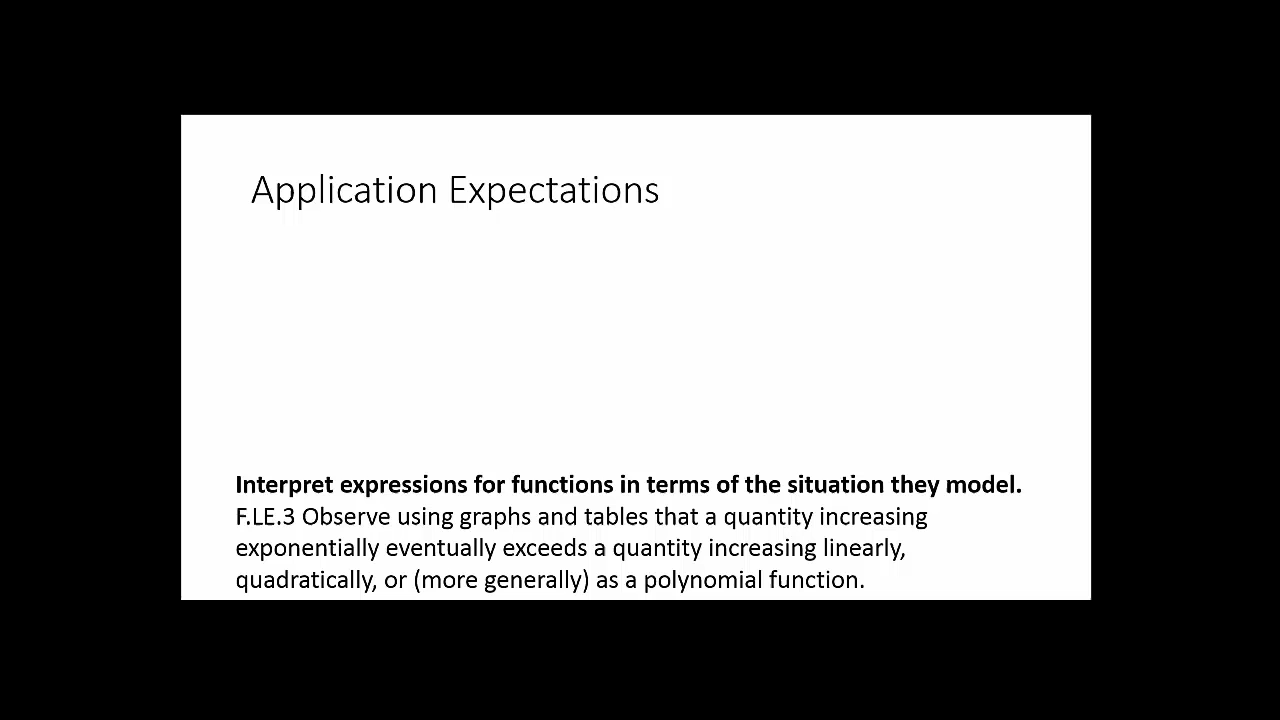 Application Expectations
Interpret expressions for functions in terms of the situation they model.
F.LE.3 Observe using graphs and tables that a quantity increasing
exponentially eventually exceeds a quantity increasing linearly,
quadratically, or (more generally) as a polynomial function.